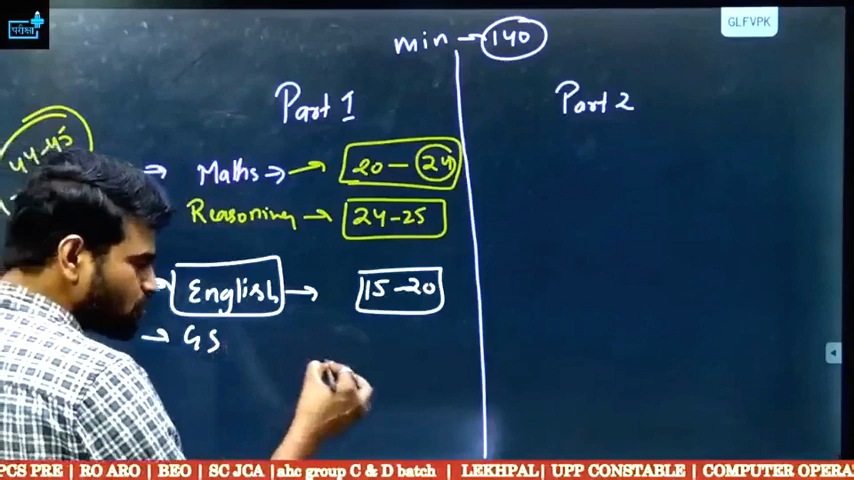 परीक्षा
GLFVPK
min → 140
Part I
Part 2
44-45
→ Maths → 20 - 24
Reasoning → 24-25
English → 15-20
→ GS
PCS PRE | RO ARO | BEO | SC JCA |ahc group C & D batch | LEKHPAL| UPP CONSTABLE | COMPUTER OPERA